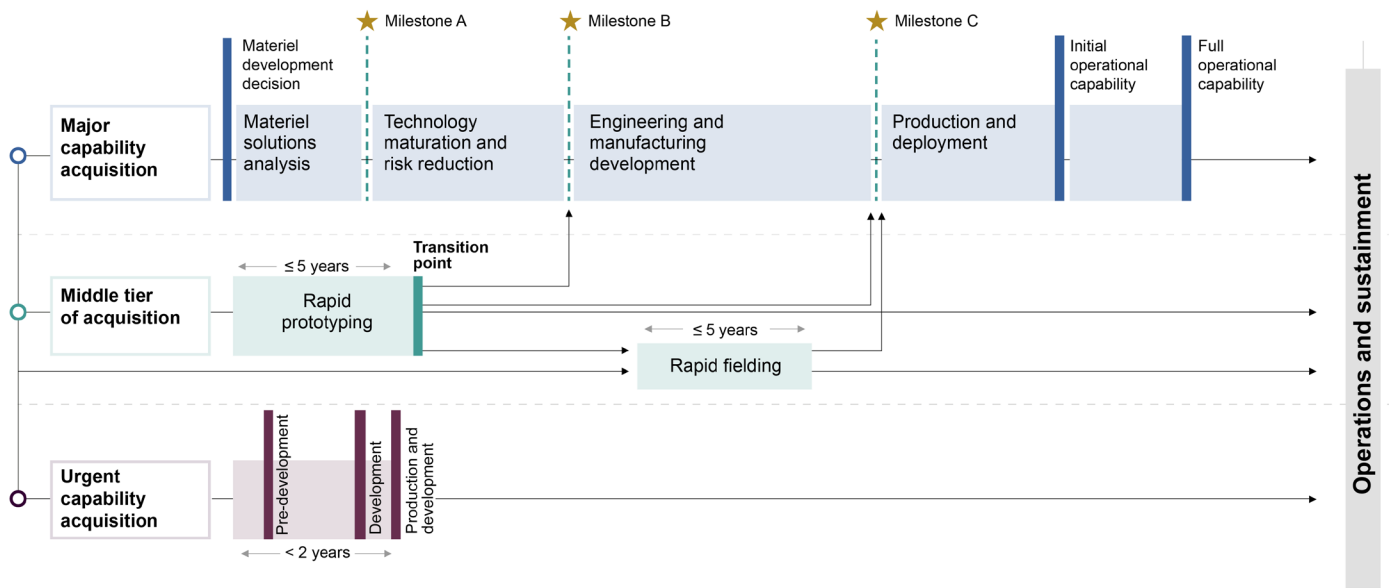 Milestone A
Milestone B
Milestone C
Materiel
development
decision
Initial
operational
capability
Full
operational
capability
Major
capability
acquisition
Materiel
solutions
analysis
Technology
maturation and
risk reduction
Engineering and
manufacturing
development
Production and
deployment
Transition
point
≤ 5 years
Middle tier
of acquisition
Rapid
prototyping
≤ 5 years
Rapid fielding
Urgent
capability
acquisition
Pre-development
Development
Production and
development
< 2 years
Operations and sustainment